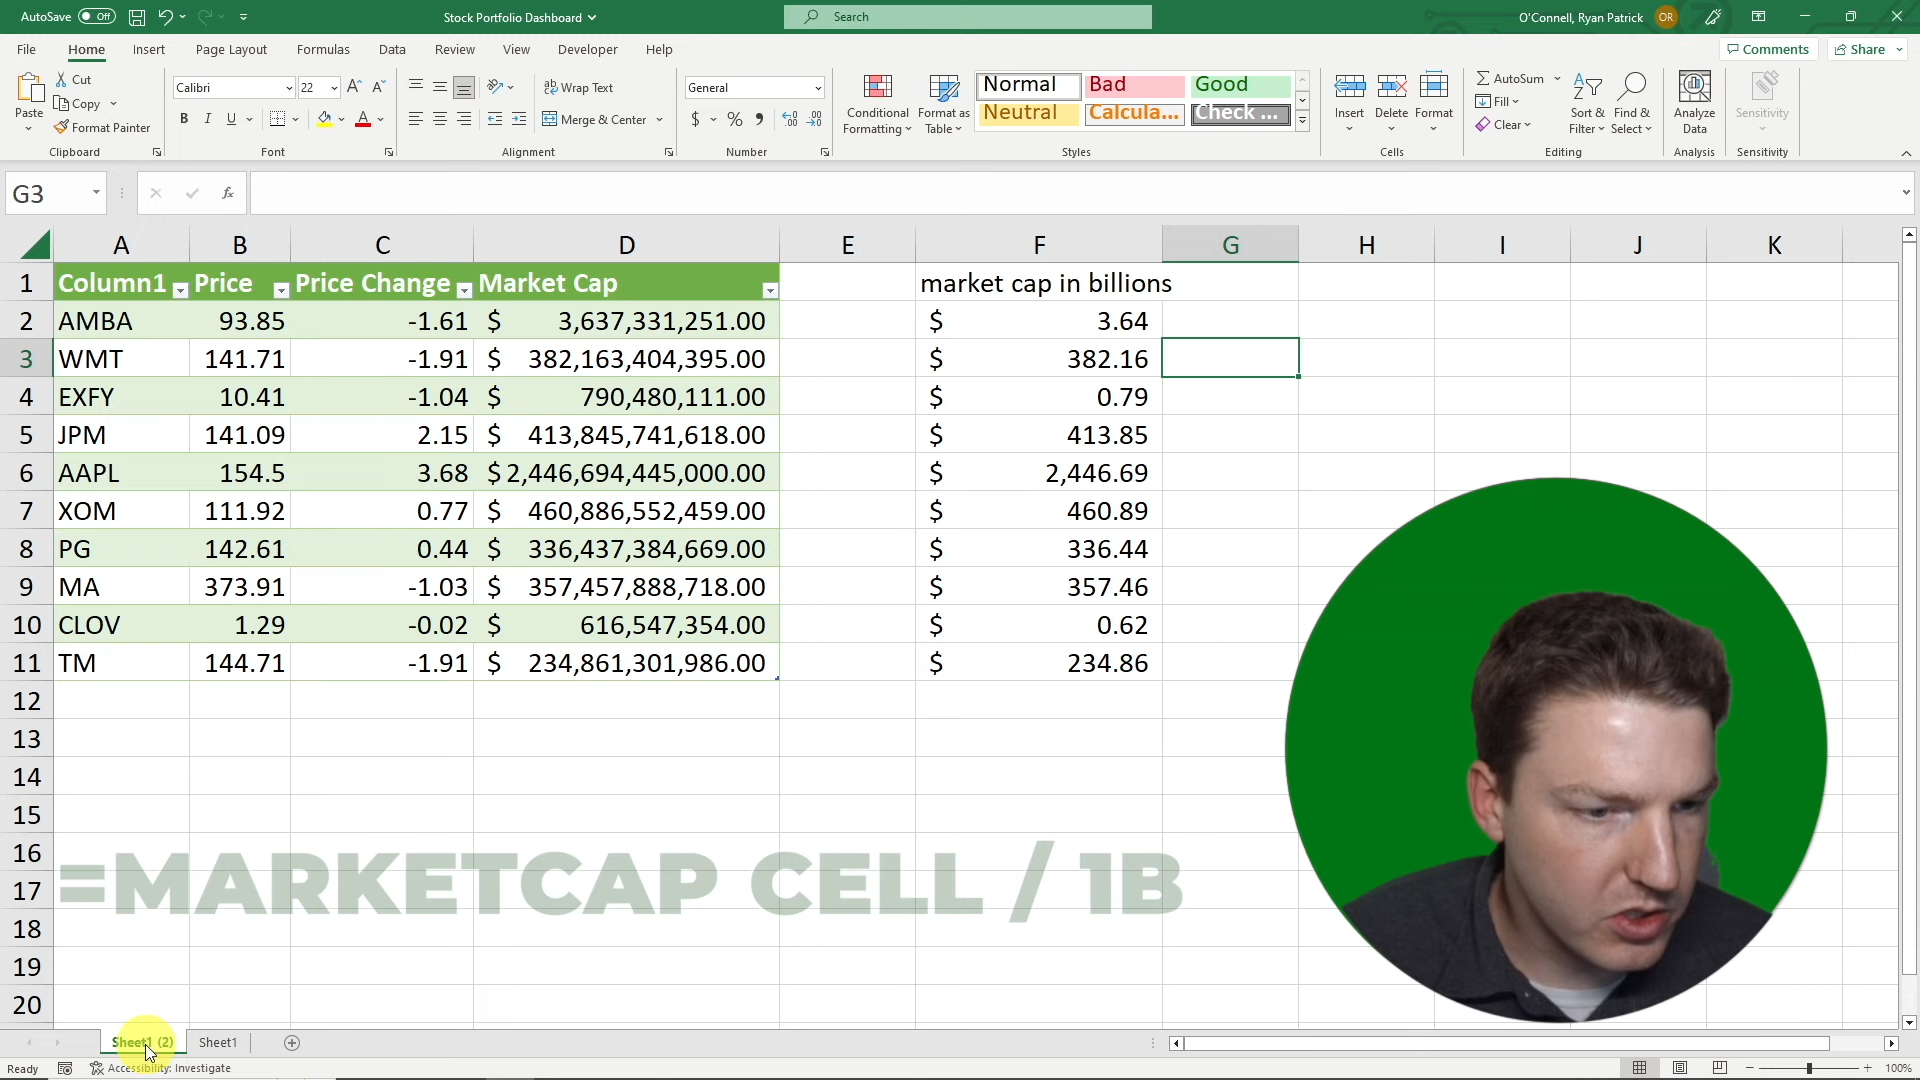 AutoSave Off Stock Portfolio Dashboard Search O'Connell, Ryan Patrick OR
File Home Insert Page Layout Formulas Data Review View Developer Help Comments Share
Paste Cut Copy Format Painter Clipboard
Calibri 22 B I U Font
Wrap Text Merge & Center Alignment
General $ % Number
Conditional Formatting Format as Table Normal Bad Good Neutral Calcula... Check ... Styles
Insert Delete Format Cells
AutoSum Fill Clear Sort & Filter Find & Select Editing
Analyze Data Analysis
Sensitivity Sensitivity
G3 fx
A B C D E F G H I J K
1 Column1 Price Price Change Market Cap market cap in billions
2 AMBA 93.85 -1.61 $ 3,637,331,251.00 $ 3.64
3 WMT 141.71 -1.91 $ 382,163,404,395.00 $ 382.16
4 EXFY 10.41 -1.04 $ 790,480,111.00 $ 0.79
5 JPM 141.09 2.15 $ 413,845,741,618.00 $ 413.85
6 AAPL 154.5 3.68 $ 2,446,694,445,000.00 $ 2,446.69
7 XOM 111.92 0.77 $ 460,886,552,459.00 $ 460.89
8 PG 142.61 0.44 $ 336,437,384,669.00 $ 336.44
9 MA 373.91 -1.03 $ 357,457,888,718.00 $ 357.46
10 CLOV 1.29 -0.02 $ 616,547,354.00 $ 0.62
11 TM 144.71 -1.91 $ 234,861,301,986.00 $ 234.86
12
13
14
15
16
=MARKETCAP CELL / 1B
17
18
19
20
Sheet1 (2) Sheet1
Ready Accessibility: Investigate 100%